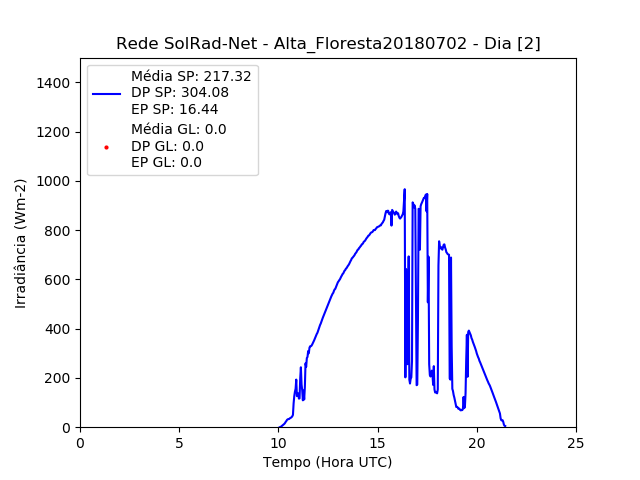 Rede SolRad-Net - Alta_Floresta20180702 - Dia [2]
Média SP: 217.32
DP SP: 304.08
EP SP: 16.44
Média GL: 0.0
DP GL: 0.0
EP GL: 0.0
1400
1200
1000
800
600
400
200
0
Irradiância (Wm-2)
0 5 10 15 20 25
Tempo (Hora UTC)